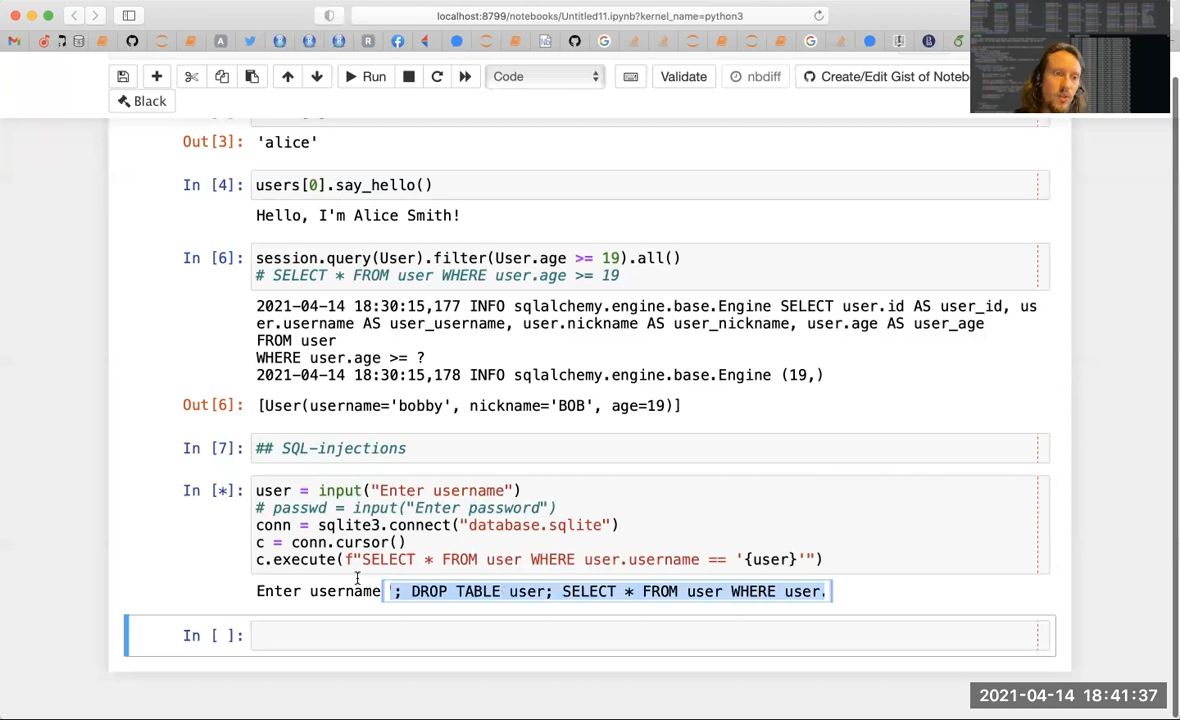 localhost:8799/notebooks/Untitled11.ipynb?kernel_name=python3
Run
Code
Validate
nbdiff
Create/Edit Gist of Noteb
Black
Out[3]: 'alice'
In [4]: users[0].say_hello()
Hello, I'm Alice Smith!
In [6]: session.query(User).filter(User.age >= 19).all()
# SELECT * FROM user WHERE user.age >= 19
2021-04-14 18:30:15,177 INFO sqlalchemy.engine.base.Engine SELECT user.id AS user_id, us
er.username AS user_username, user.nickname AS user_nickname, user.age AS user_age
FROM user
WHERE user.age >= ?
2021-04-14 18:30:15,178 INFO sqlalchemy.engine.base.Engine (19,)
Out[6]: [User(username='bobby', nickname='BOB', age=19)]
In [7]: ## SQL-injections
In [*]: user = input("Enter username")
# passwd = input("Enter password")
conn = sqlite3.connect("database.sqlite")
c = conn.cursor()
c.execute(f"SELECT * FROM user WHERE user.username == '{user}'")
Enter username '; DROP TABLE user; SELECT * FROM user WHERE user.
In [ ]:
2021-04-14 18:41:37